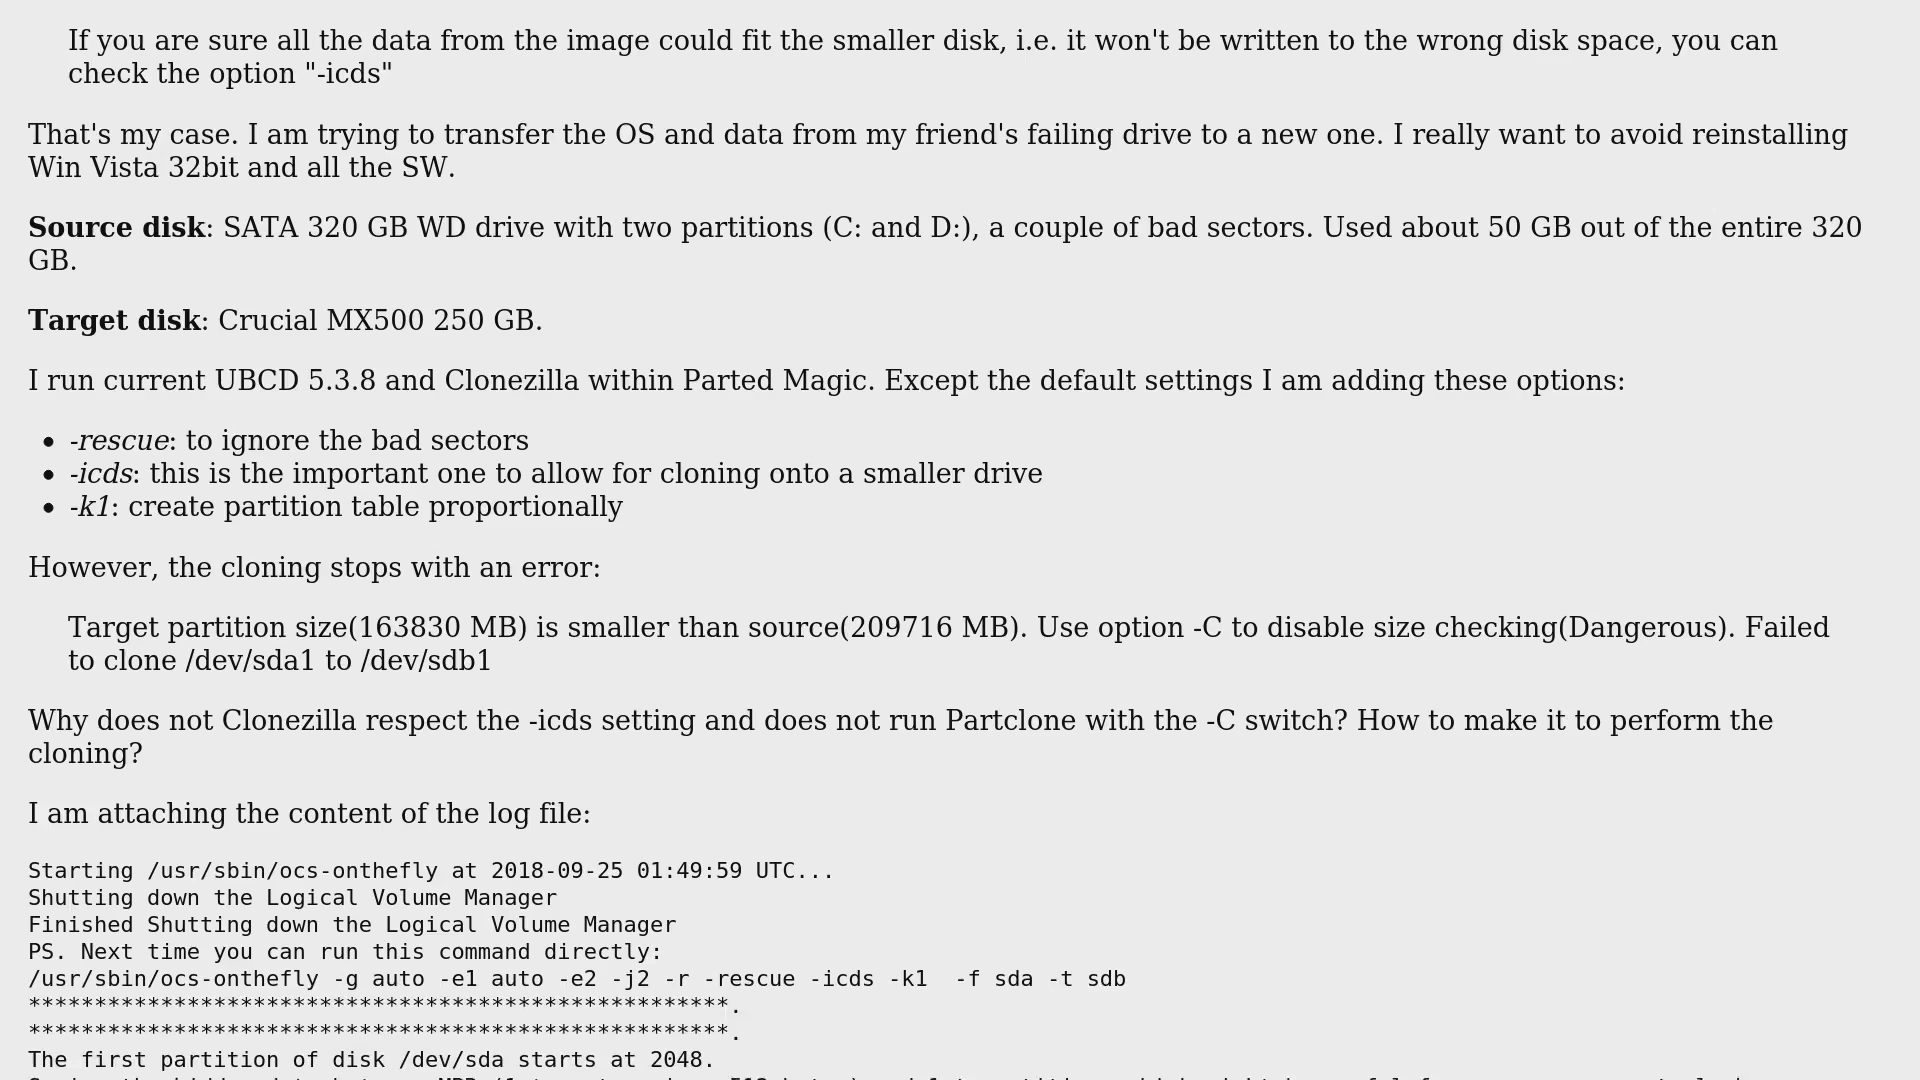 If you are sure all the data from the image could fit the smaller disk, i.e. it won't be written to the wrong disk space, you can
check the option "-icds"
That's my case. I am trying to transfer the OS and data from my friend's failing drive to a new one. I really want to avoid reinstalling
Win Vista 32bit and all the SW.
Source disk: SATA 320 GB WD drive with two partitions (C: and D:), a couple of bad sectors. Used about 50 GB out of the entire 320
GB.
Target disk: Crucial MX500 250 GB.
I run current UBCD 5.3.8 and Clonezilla within Parted Magic. Except the default settings I am adding these options:
• -rescue: to ignore the bad sectors
• -icds: this is the important one to allow for cloning onto a smaller drive
• -k1: create partition table proportionally
However, the cloning stops with an error:
Target partition size(163830 MB) is smaller than source(209716 MB). Use option -C to disable size checking(Dangerous). Failed
to clone /dev/sda1 to /dev/sdb1
Why does not Clonezilla respect the -icds setting and does not run Partclone with the -C switch? How to make it to perform the
cloning?
I am attaching the content of the log file:
Starting /usr/sbin/ocs-onthefly at 2018-09-25 01:49:59 UTC...
Shutting down the Logical Volume Manager
Finished Shutting down the Logical Volume Manager
PS. Next time you can run this command directly:
/usr/sbin/ocs-onthefly -g auto -e1 auto -e2 -j2 -r -rescue -icds -k1  -f sda -t sdb
*****************************************************.
*****************************************************.
The first partition of disk /dev/sda starts at 2048.